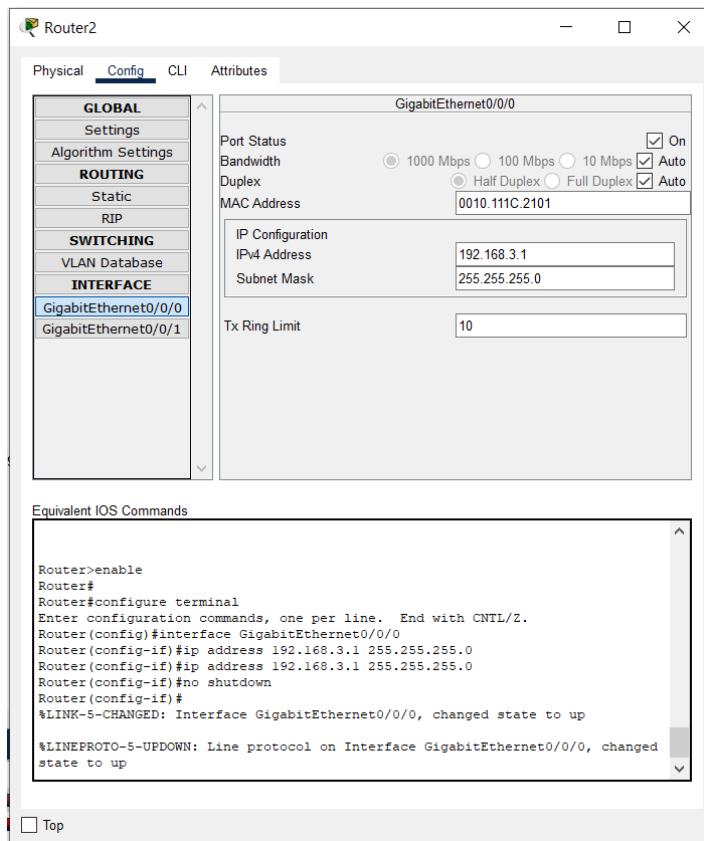 Router2
Physical Config CLI Attributes
GLOBAL
Settings
Algorithm Settings
ROUTING
Static
RIP
SWITCHING
VLAN Database
INTERFACE
GigabitEthernet0/0/0
GigabitEthernet0/0/1
GigabitEthernet0/0/0
Port Status On
Bandwidth 1000 Mbps 100 Mbps 10 Mbps Auto
Duplex Half Duplex Full Duplex Auto
MAC Address 0010.111C.2101
IP Configuration
IPv4 Address 192.168.3.1
Subnet Mask 255.255.255.0
Tx Ring Limit 10
Equivalent IOS Commands
Router>enable
Router#
Router#configure terminal
Enter configuration commands, one per line. End with CNTL/Z.
Router(config)#interface GigabitEthernet0/0/0
Router(config-if)#ip address 192.168.3.1 255.255.255.0
Router(config-if)#ip address 192.168.3.1 255.255.255.0
Router(config-if)#no shutdown
Router(config-if)#
%LINK-5-CHANGED: Interface GigabitEthernet0/0/0, changed state to up
%LINEPROTO-5-UPDOWN: Line protocol on Interface GigabitEthernet0/0/0, changed
state to up
Top